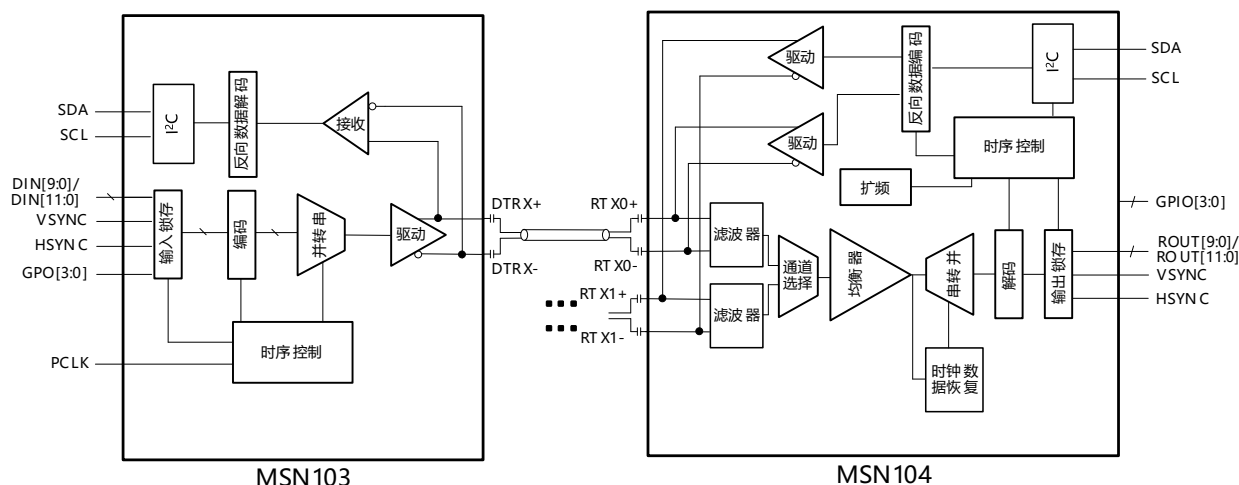 SDA
SCL
I²C
反向数据解码
接收
DIN[9:0]/
DIN[11:0]
VSYNC
HSYNC
GPO[3:0]
PCLK
输入锁存
编码
并转串
驱动
时序控制
DTRX+
DTRX-
MSN103
RTX0+
RTX0-
RTX1+
RTX1-
驱动
驱动
反向数据编码
I²C
SDA
SCL
时序控制
扩频
滤波器
滤波器
通道
选择
均衡器
串转并
解码
输出锁存
时钟数
据恢复
GPIO[3:0]
ROUT[9:0]/
ROUT[11:0]
VSYNC
HSYNC
MSN104